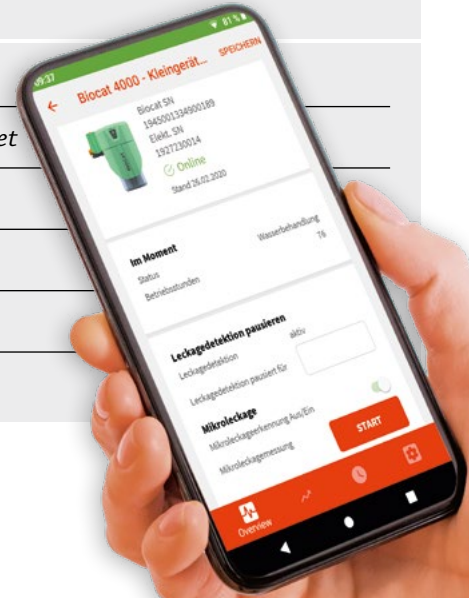 et
09:37
81 %
Biocat 4000 - Kleingerät... SPEICHERN
Biocat SN
1945001334900189
Elekt. SN
1927230014
Online
Stand 26.02.2020
Im Moment
Status Wasserbehandlung
Betriebsstunden 76
Leckagedetektion pausieren
Leckagedetektion aktiv
Leckagedetektion pausiert für
Mikroleckage
Mikroleckageerkennung Aus/Ein
Mikroleckagemessung START
Overview